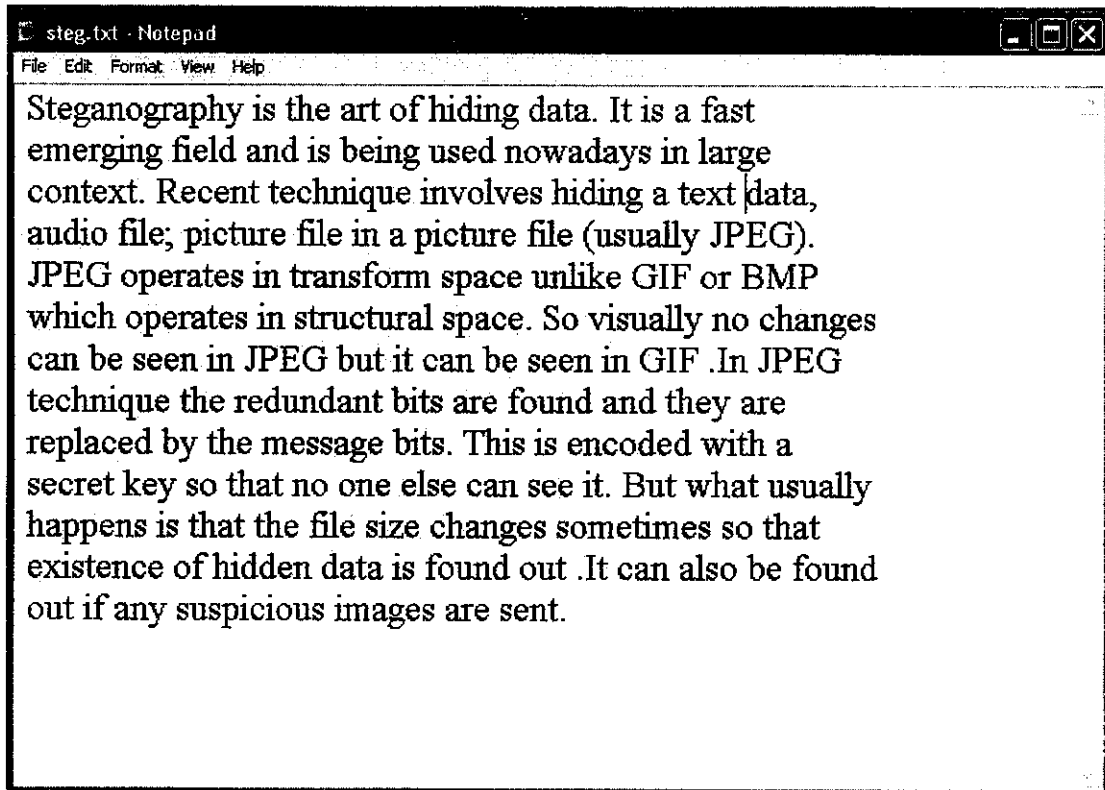 steg.txt - Notepad
File Edit Format View Help
Steganography is the art of hiding data. It is a fast
emerging field and is being used nowadays in large
context. Recent technique involves hiding a text data,
audio file; picture file in a picture file (usually JPEG).
JPEG operates in transform space unlike GIF or BMP
which operates in structural space. So visually no changes
can be seen in JPEG but it can be seen in GIF .In JPEG
technique the redundant bits are found and they are
replaced by the message bits. This is encoded with a
secret key so that no one else can see it. But what usually
happens is that the file size changes sometimes so that
existence of hidden data is found out .It can also be found
out if any suspicious images are sent.